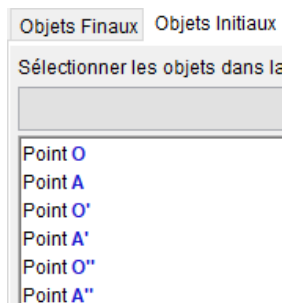 Objets Finaux Objets Initiaux
Sélectionner les objets dans la
Point O
Point A
Point O'
Point A'
Point O"
Point A"